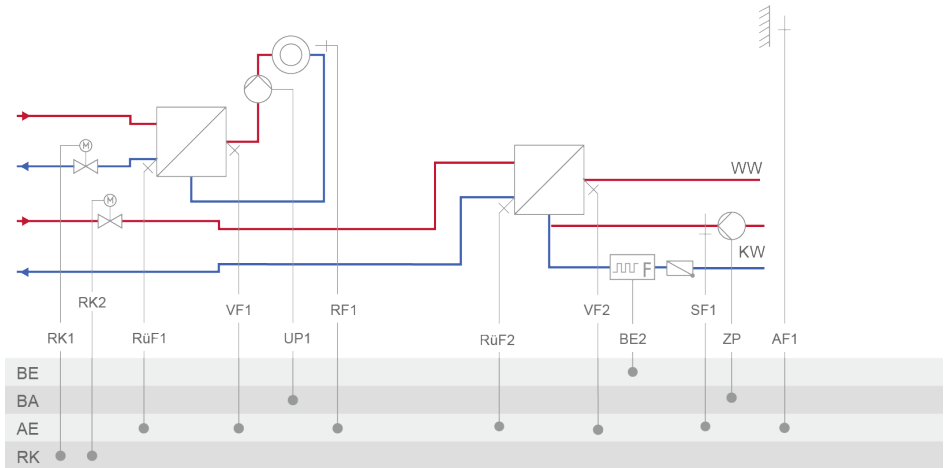 M
WW
M
KW
F
RK2
VF1
RF1
VF2
SF1
RK1
RüF1
UP1
RüF2
BE2
ZP
AF1
BE
BA
AE
RK